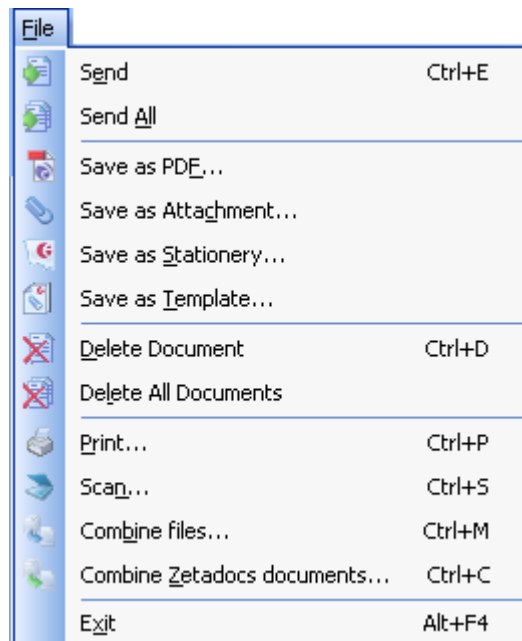 File
Send Ctrl+E
Send All
Save as PDF...
Save as Attachment...
Save as Stationery...
Save as Template...
Delete Document Ctrl+D
Delete All Documents
Print... Ctrl+P
Scan... Ctrl+S
Combine files... Ctrl+M
Combine Zetadocs documents... Ctrl+C
Exit Alt+F4